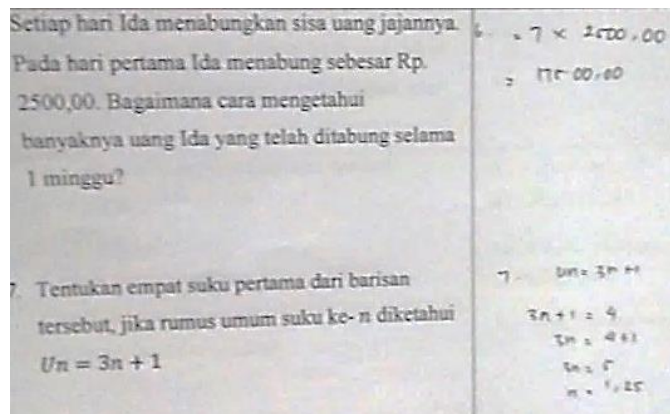 Setiap hari Ida menabungkan sisa uang jajannya.
Pada hari pertama Ida menabung sebesar Rp.
2500,00. Bagaimana cara mengetahui
banyaknya uang Ida yang telah ditabung selama
1 minggu?
6. = 7 × 2500,00
= 17500,00
7. Tentukan empat suku pertama dari barisan
tersebut, jika rumus umum suku ke- n diketahui
Un = 3n + 1
7. Un = 3n + 1
3n + 1 = 4
3n = 4 + 1
3n = 5
n = 1,25